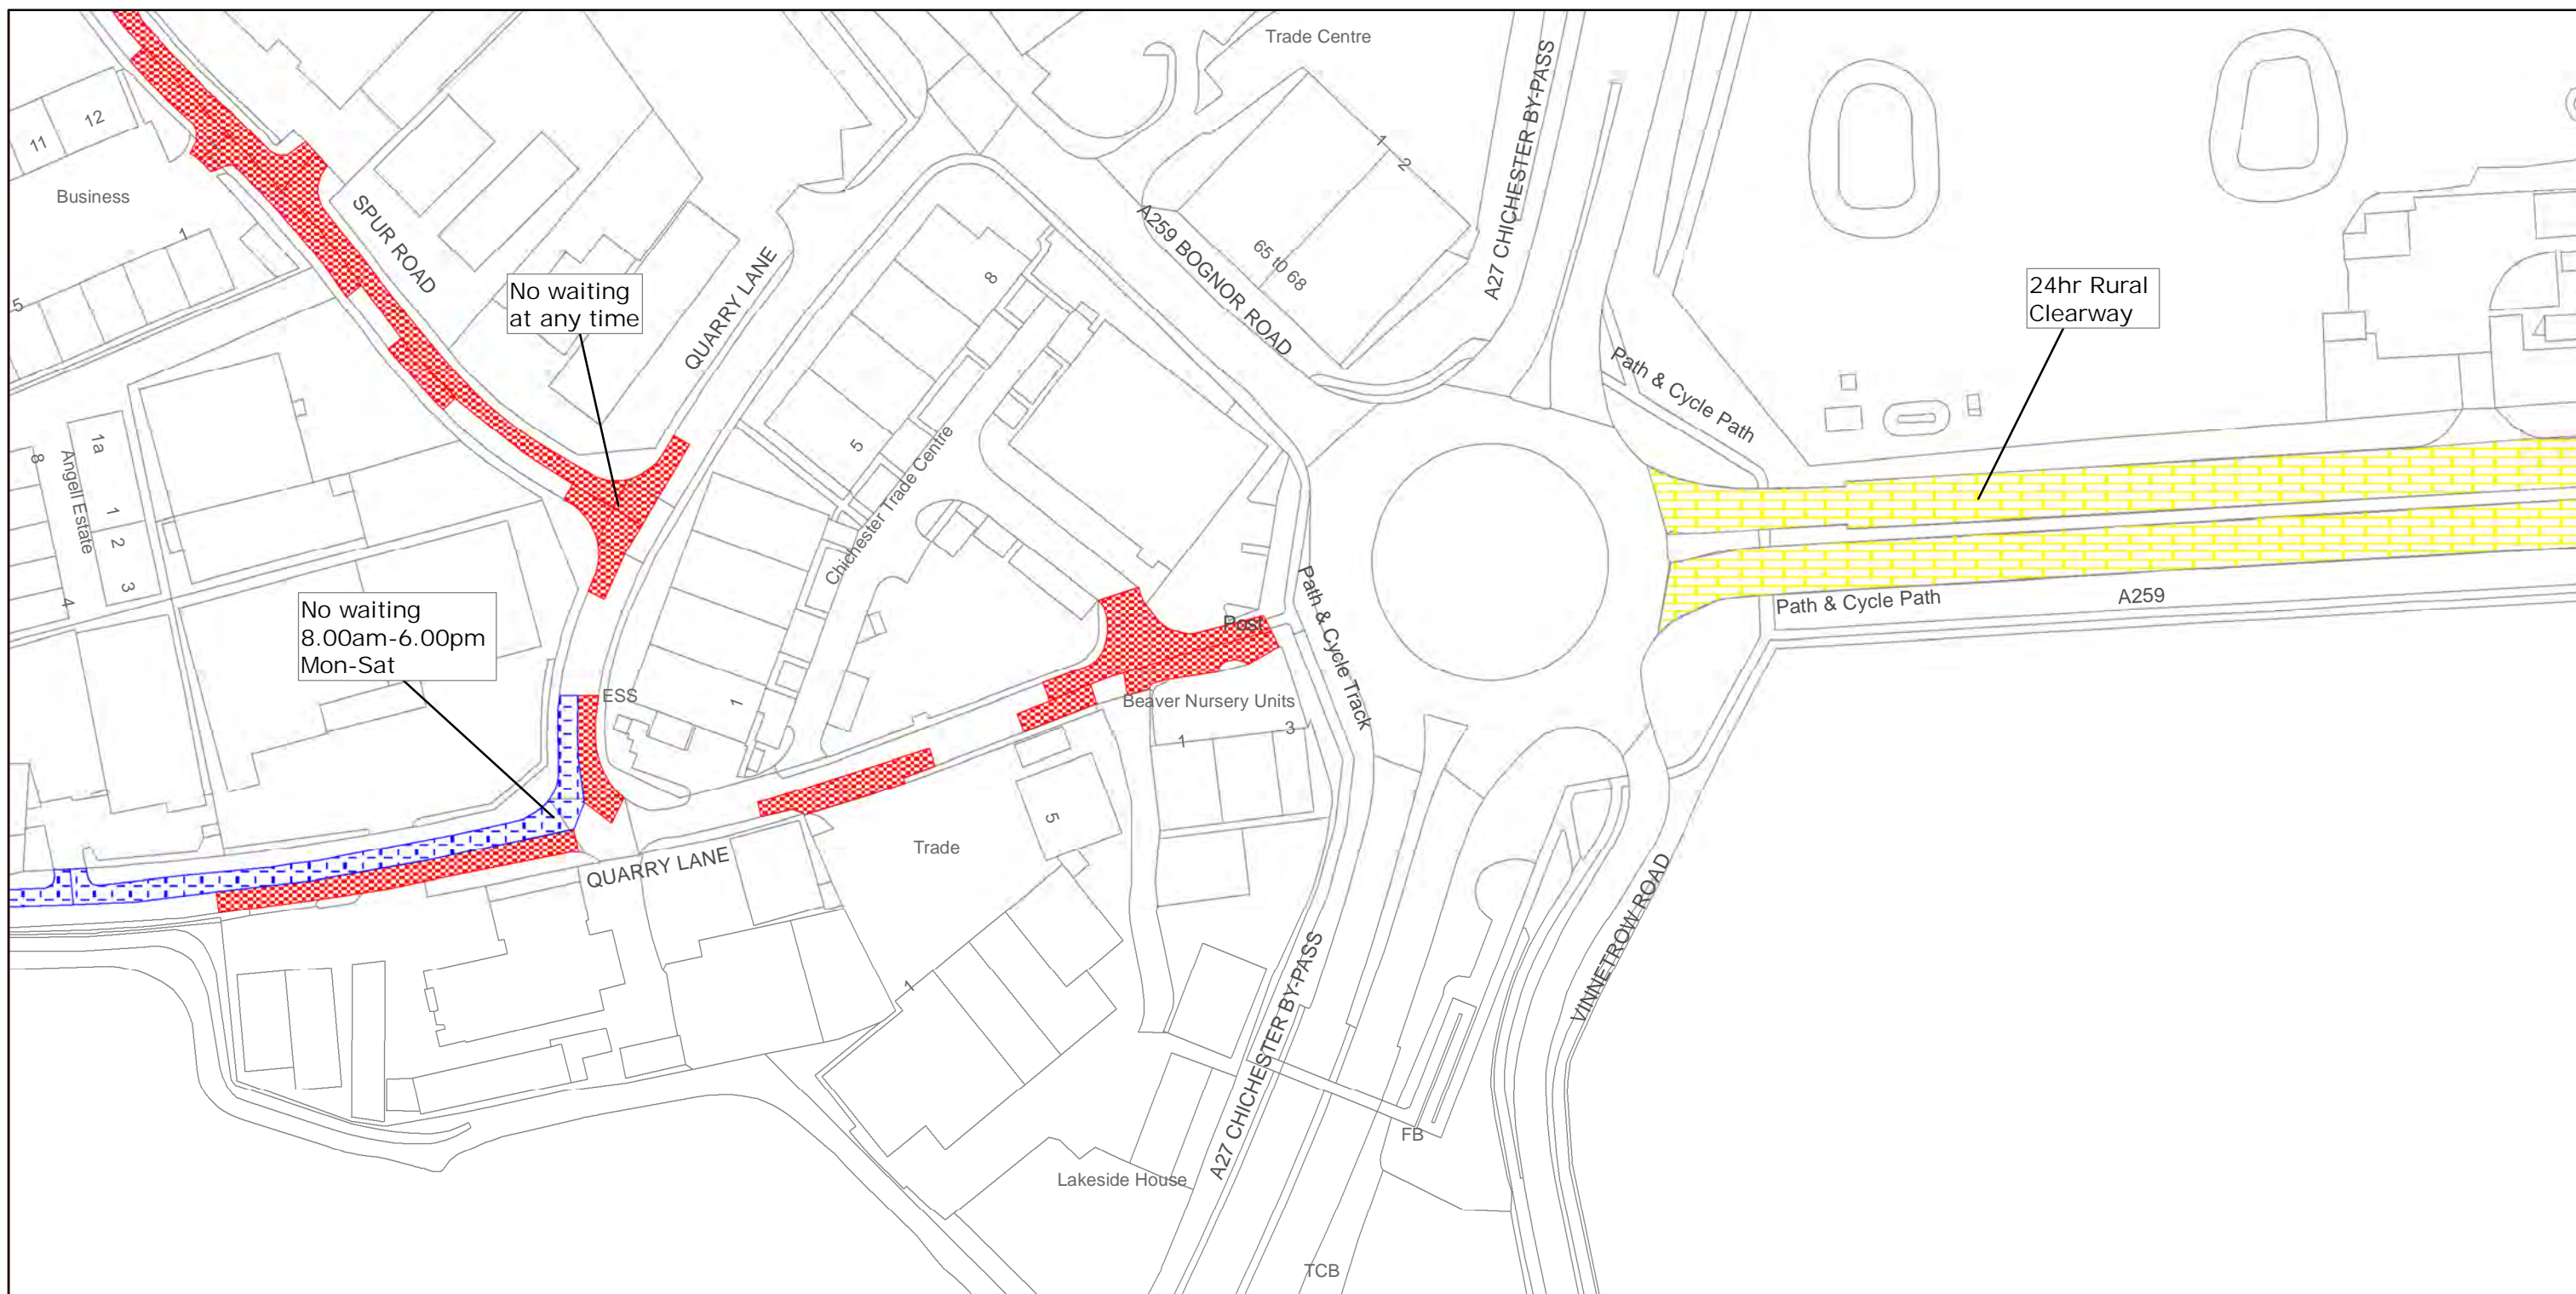 Trade Centre
12
11
Business
1
5
SPUR ROAD
No waiting
at any time
QUARRY LANE
8
5
Chichester Trade Centre
1
A259 BOGNOR ROAD
1
2
65 to 68
A27 CHICHESTER BY-PASS
Path & Cycle Path
24hr Rural
Clearway
1a
1
2
3
8
Angell Estate
4
No waiting
8.00am-6.00pm
Mon-Sat
ESS
Post
Path & Cycle Track
Path & Cycle Path
A259
Beaver Nursery Units
1
3
5
Trade
QUARRY LANE
1
VINNETROW ROAD
A27 CHICHESTER BY-PASS
FB
Lakeside House
TCB